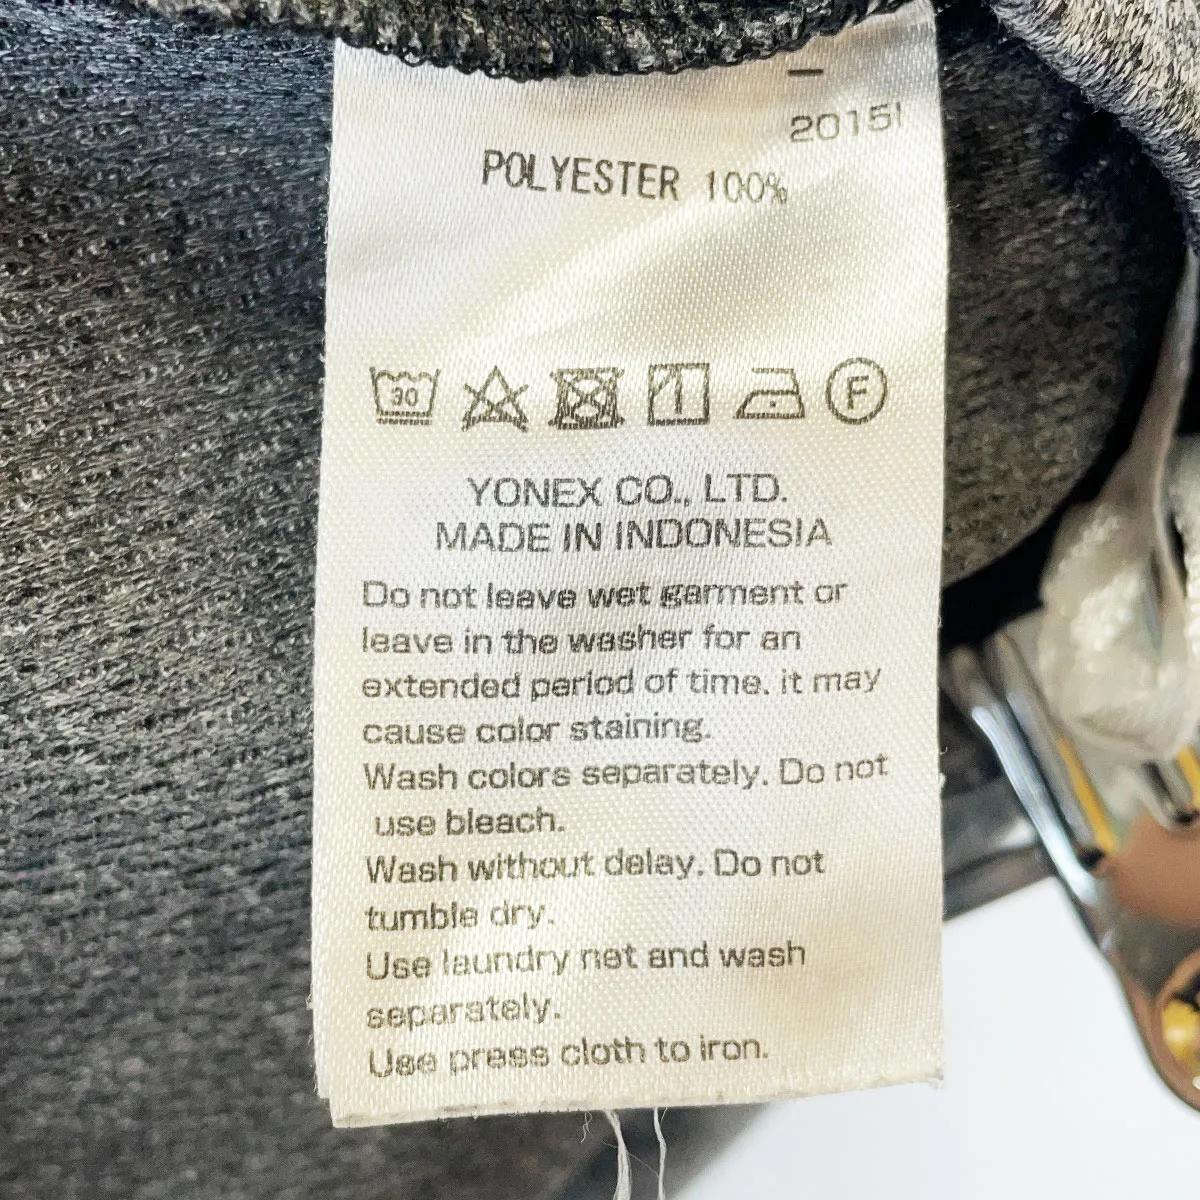 2015
POLYESTER 100%
30
F
YONEX CO., LTD.
MADE IN INDONESIA
Do not leave wet garment or
leave in the washer for an
extended period of time. it may
cause color staining.
Wash colors separately. Do not
use bleach.
Wash without delay. Do not
tumble dry.
Use laundry net and wash
separately.
Use press cloth to iron.